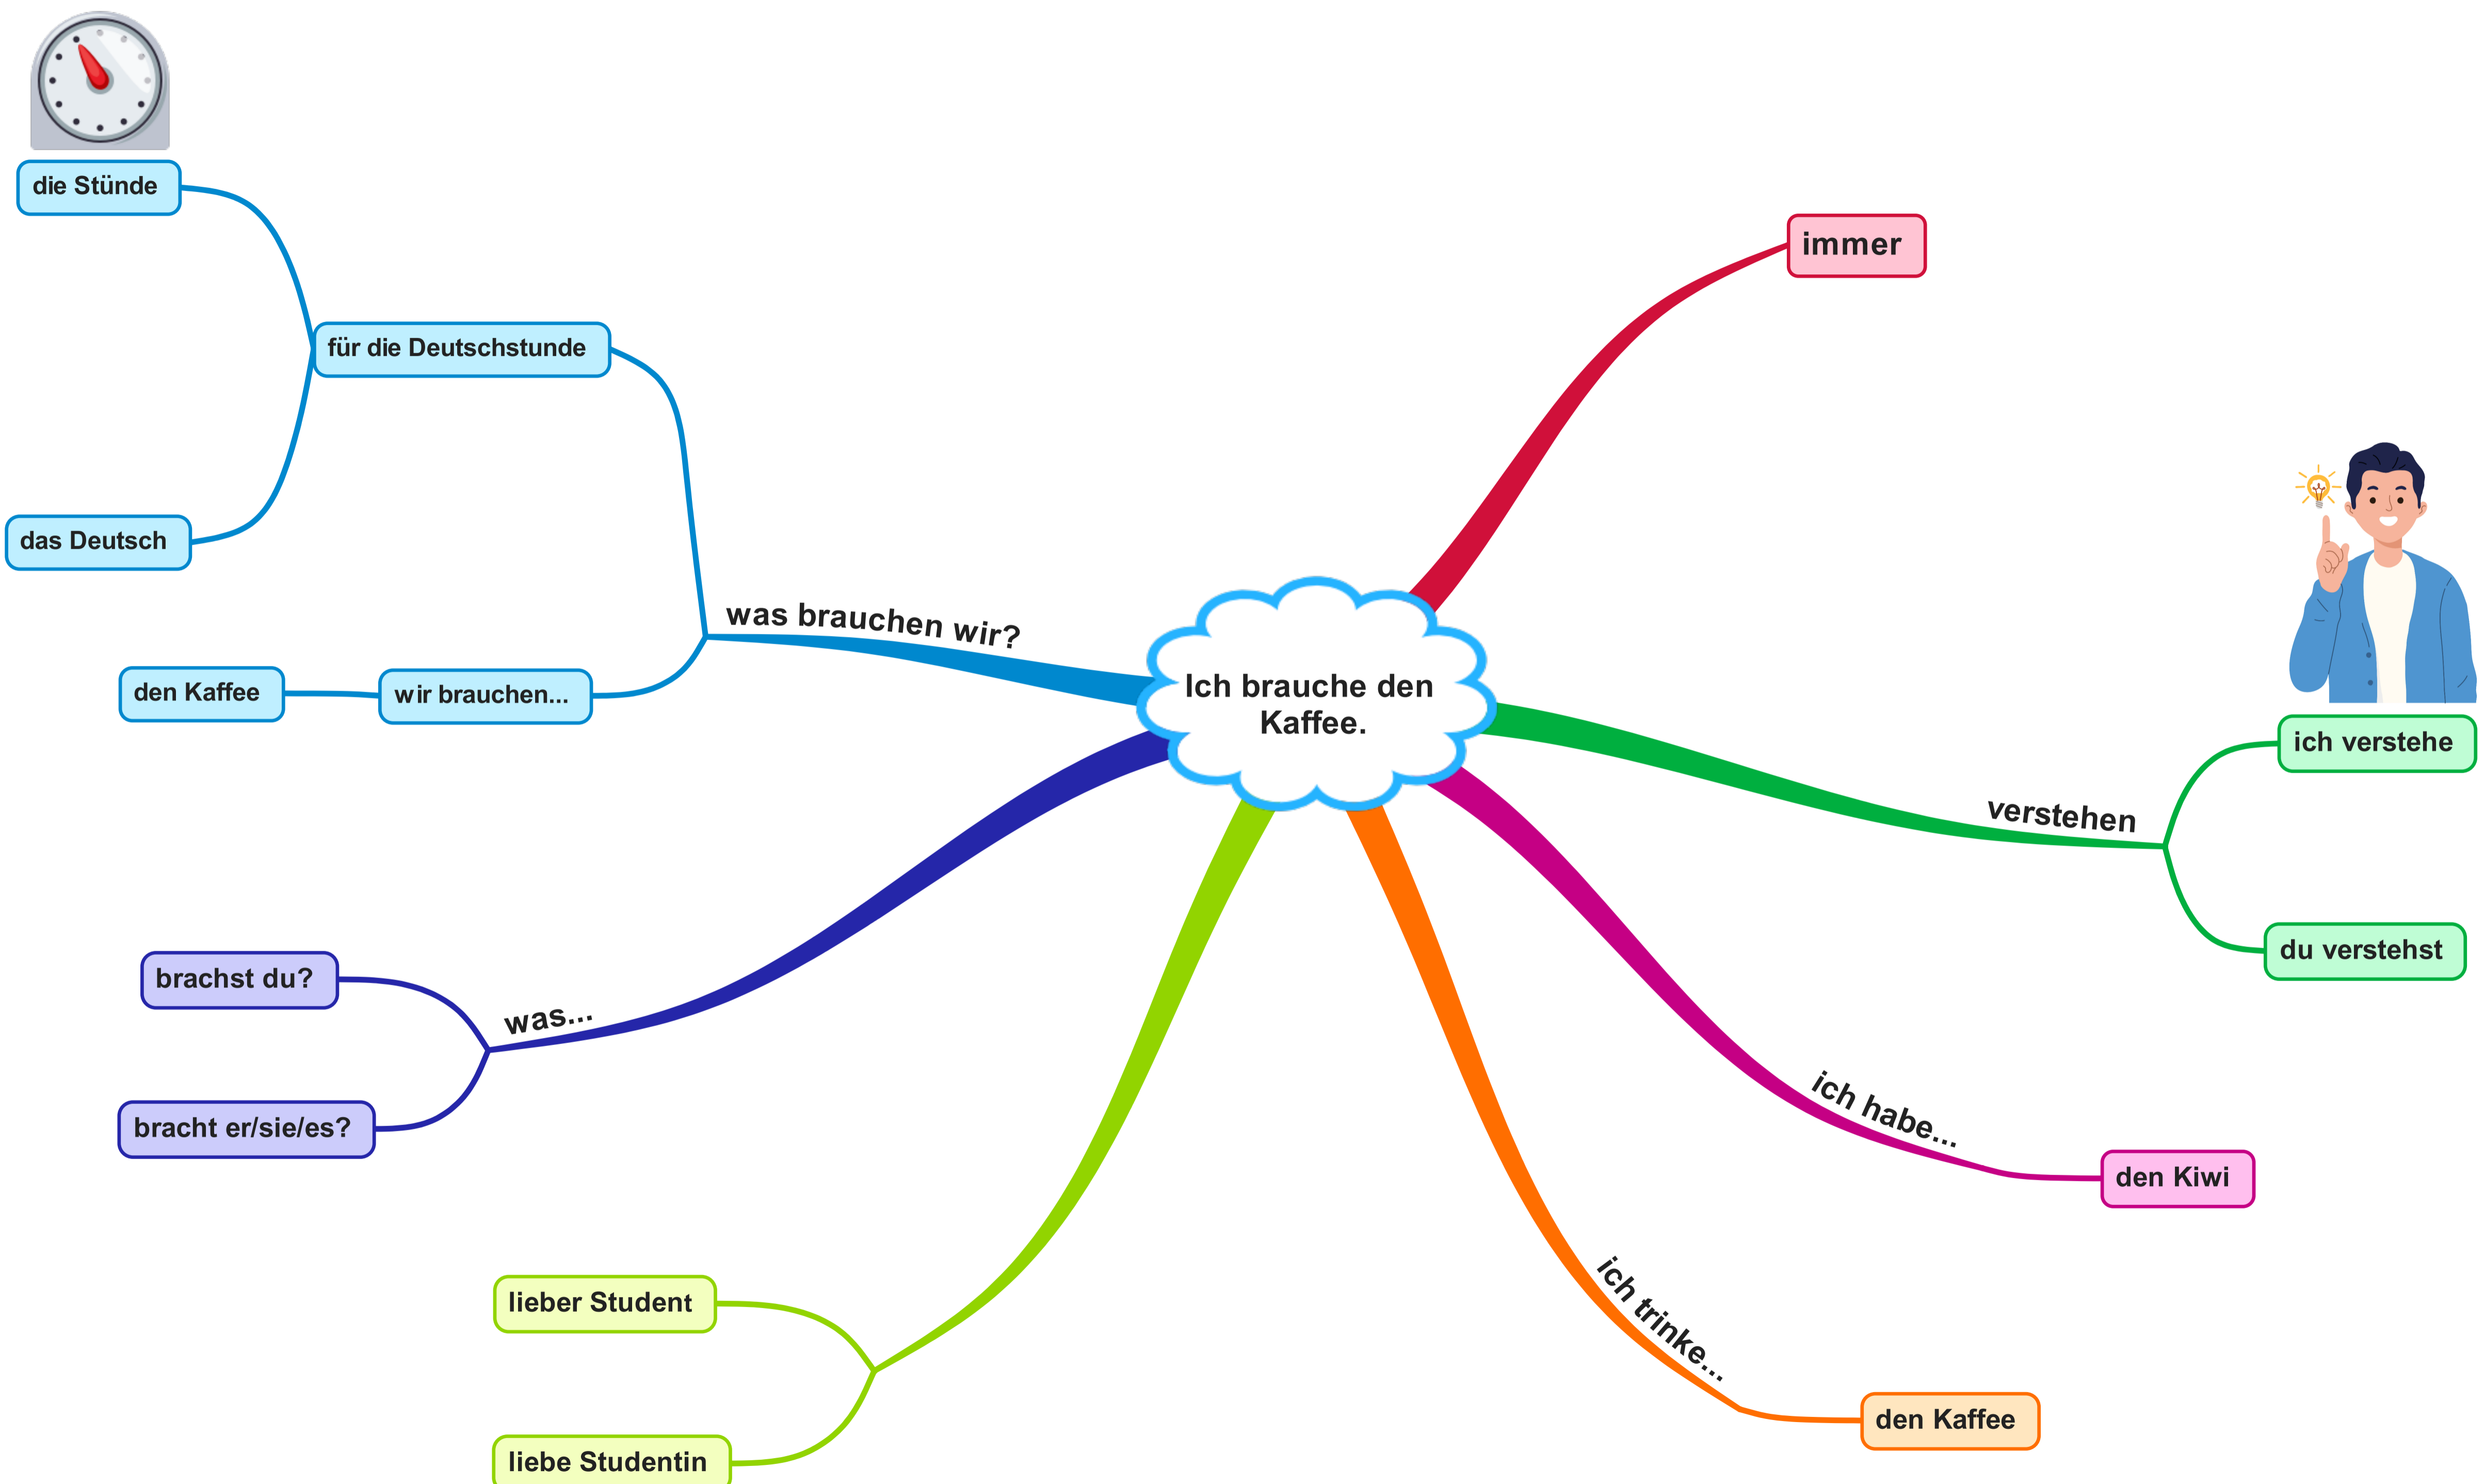 Ich brauche den
Kaffee.
immer
verstehen
ich verstehe
du verstehst
ich habe...
den Kiwi
ich trinke...
den Kaffee
lieber Student
liebe Studentin
was...
brachst du?
bracht er/sie/es?
was brauchen wir?
für die Deutschstunde
die Stünde
das Deutsch
wir brauchen...
den Kaffee